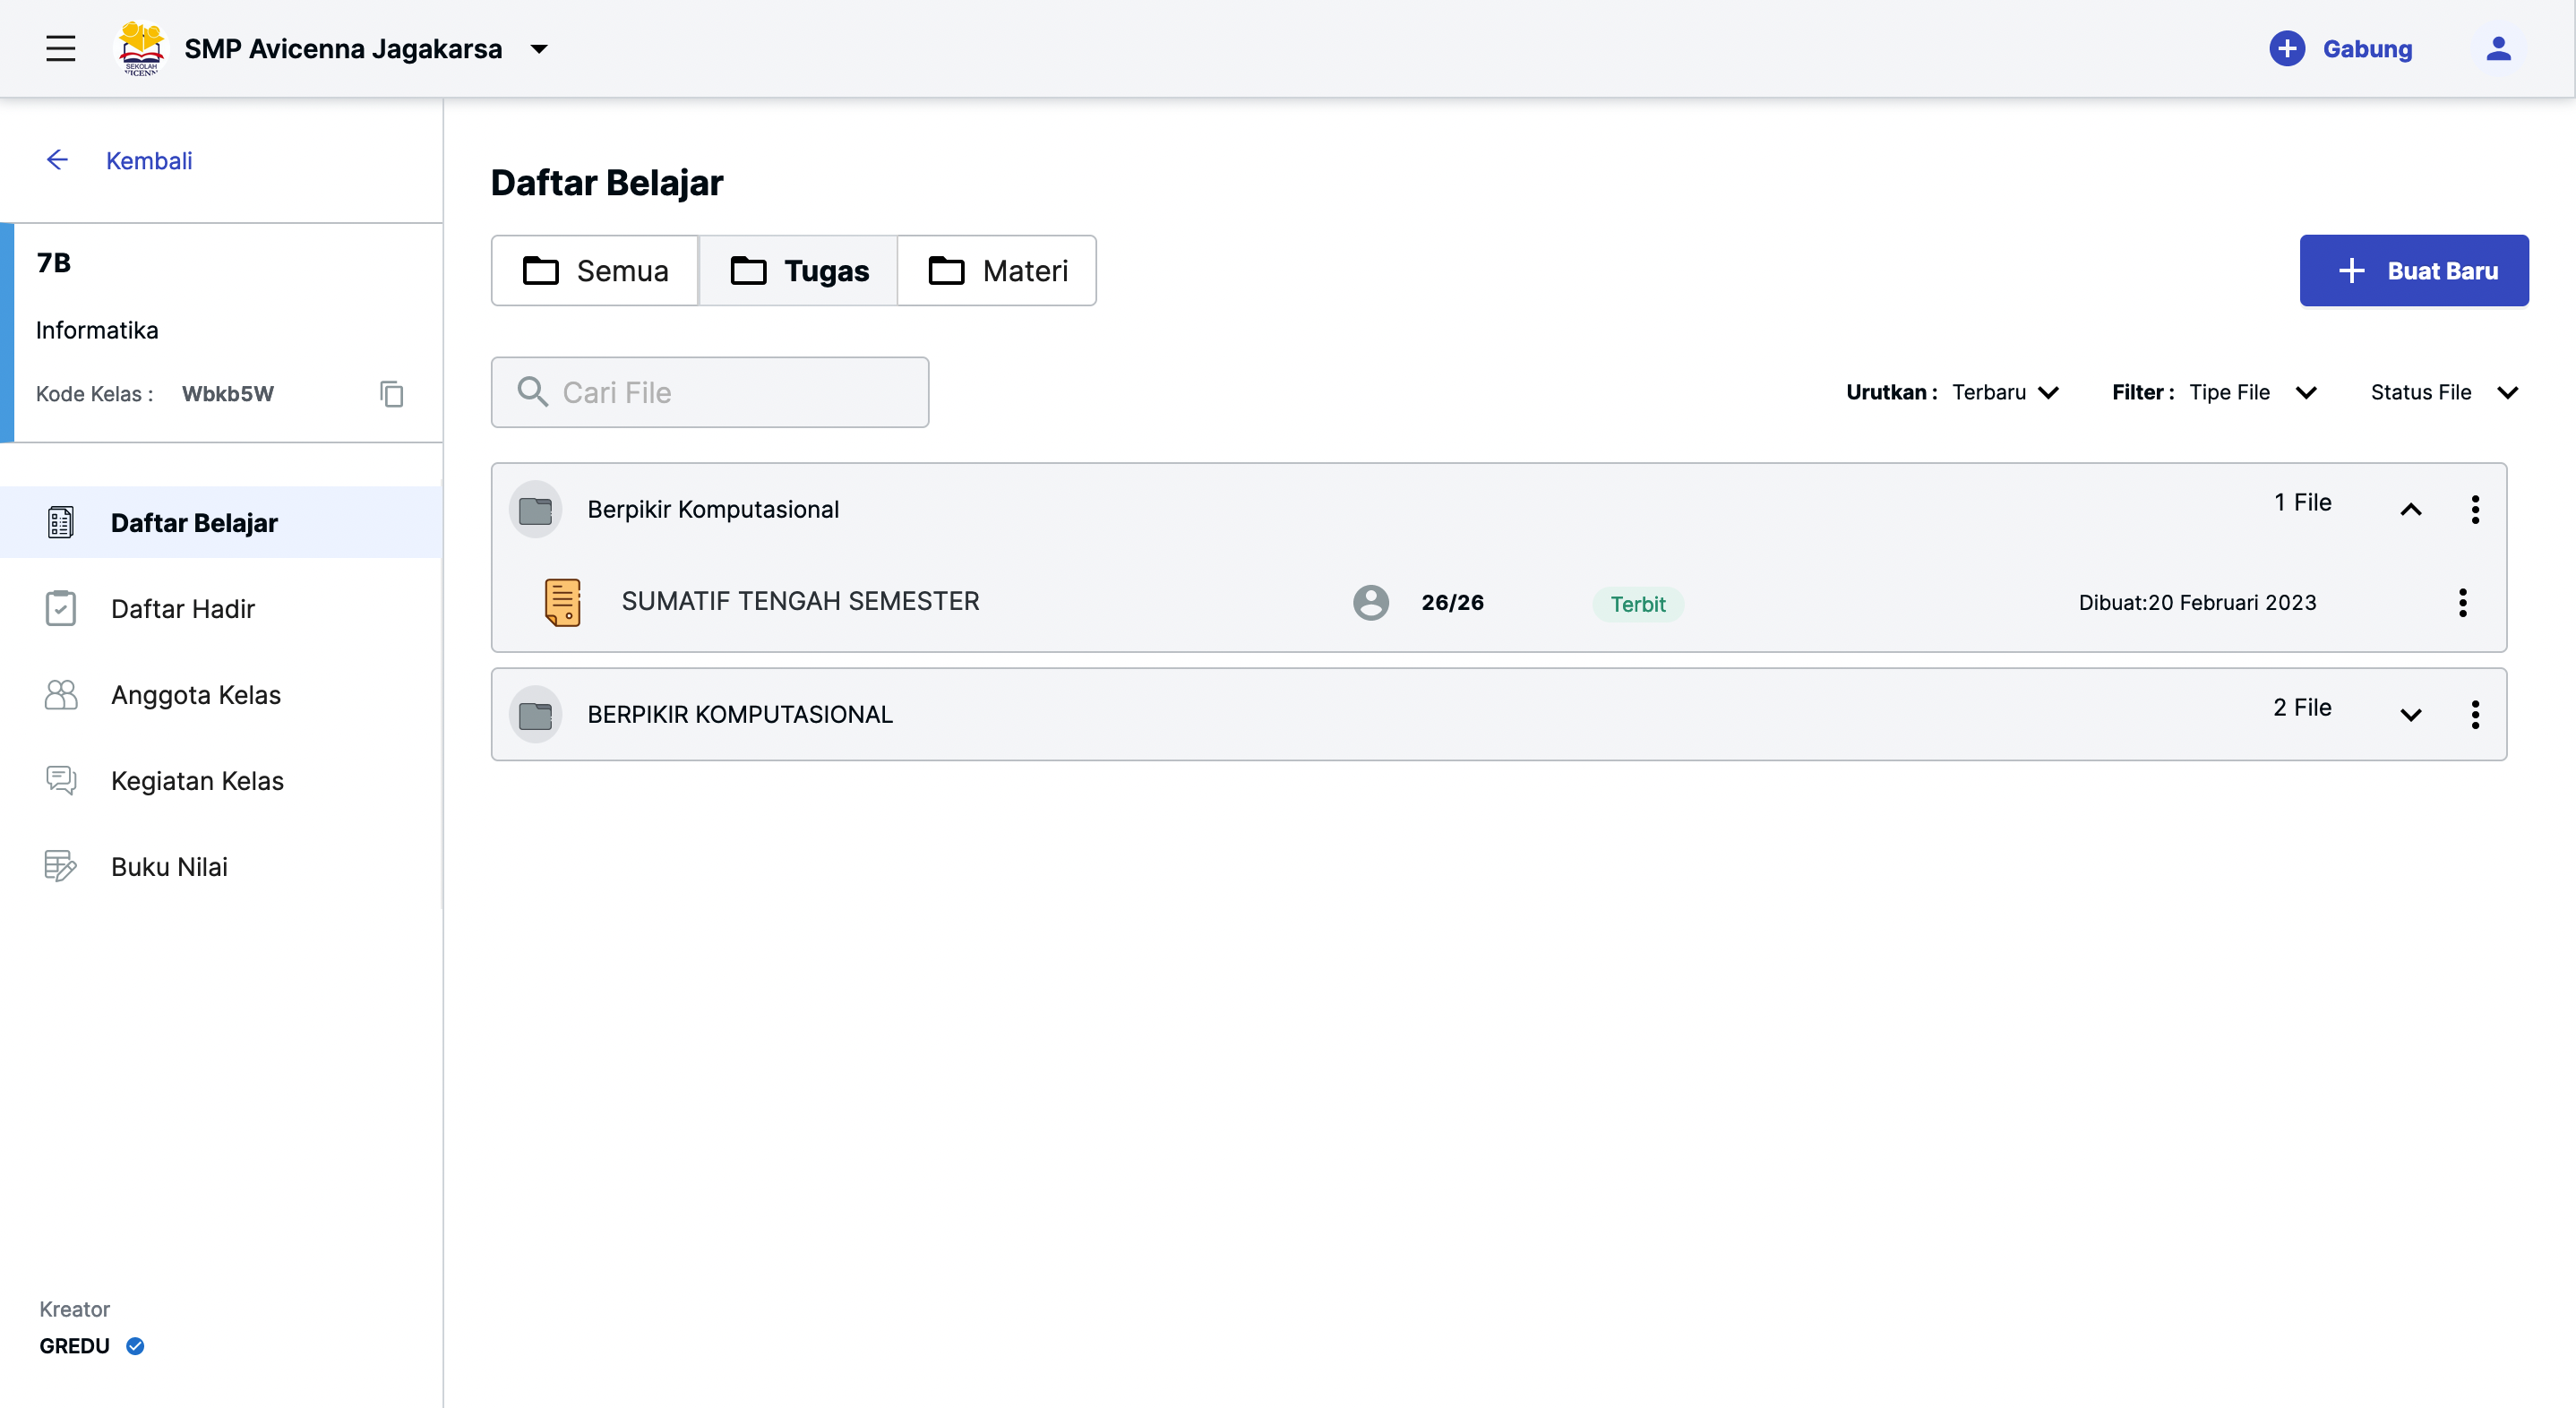 SEKOLAH
SMP Avicenna Jagakarsa
Gabung
Kembali
7B
Informatika
Kode Kelas : Wbkb5W
Daftar Belajar
Daftar Hadir
Anggota Kelas
Kegiatan Kelas
Buku Nilai
Kreator
GREDU
Daftar Belajar
Semua Tugas Materi
Buat Baru
Cari File
Urutkan : Terbaru Filter : Tipe File Status File
Berpikir Komputasional 1 File
SUMATIF TENGAH SEMESTER 26/26 Terbit Dibuat:20 Februari 2023
BERPIKIR KOMPUTASIONAL 2 File